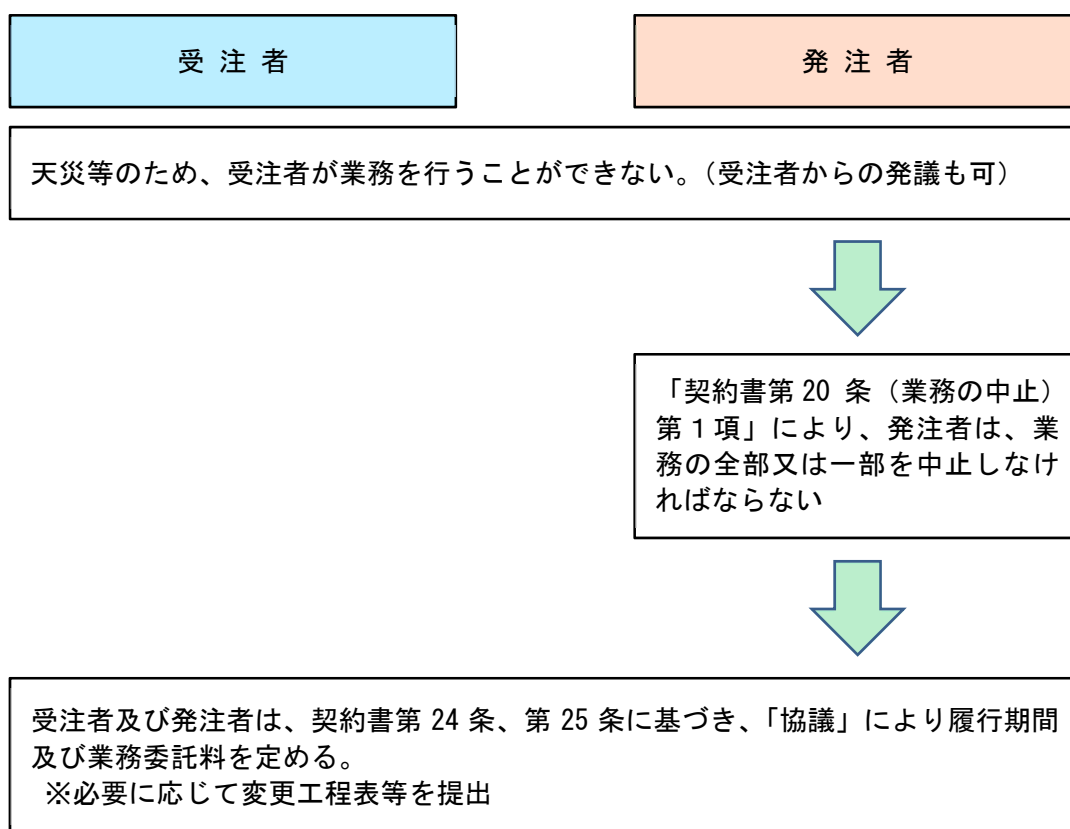 受 注 者
発 注 者
天災等のため、受注者が業務を行うことができない。（受注者からの発議も可）
「契約書第 20 条（業務の中止）
第１項」により、発注者は、業
務の全部又は一部を中止しなけ
ればならない
受注者及び発注者は、契約書第 24 条、第 25 条に基づき、「協議」により履行期間
及び業務委託料を定める。
※必要に応じて変更工程表等を提出